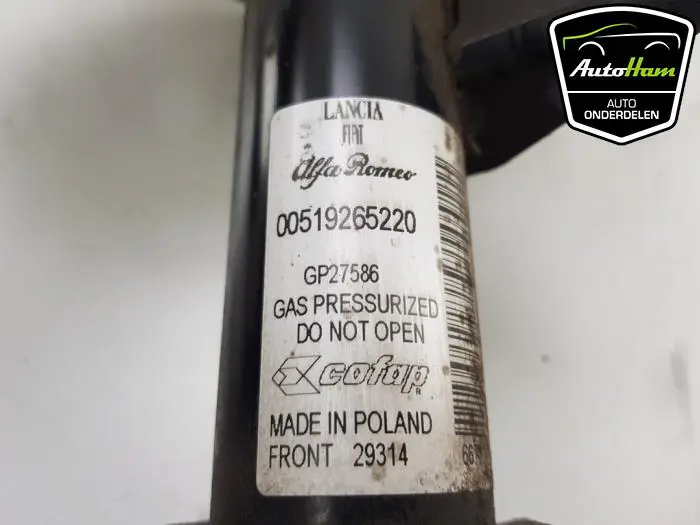 AutoHam
AUTO
ONDERDELEN
LANCIA
FIAT
Alfa Romeo
00519265220
GP27586
GAS PRESSURIZED
DO NOT OPEN
cofap
R
MADE IN POLAND
FRONT 29314